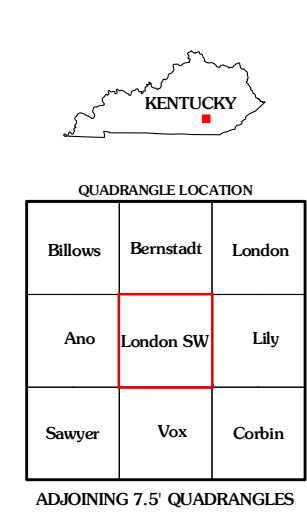 KENTUCKY
QUADRANGLE LOCATION
Billows Bernstadt London
Ano London SW Lily
Sawyer Vox Corbin
ADJOINING 7.5' QUADRANGLES